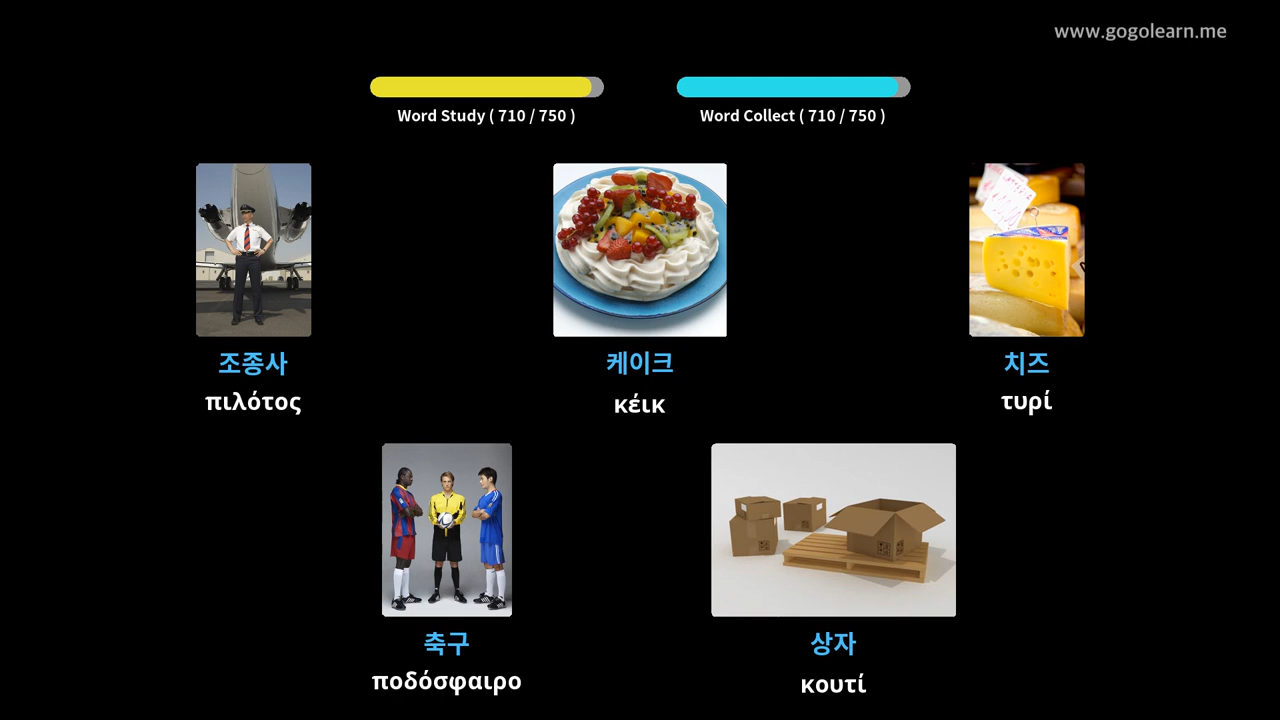 www.gogolearn.me
Word Study ( 710 / 750 )
Word Collect ( 710 / 750 )
조종사
πιλότος
케이크
κέικ
치즈
τυρί
축구
ποδόσφαιρο
상자
κουτί